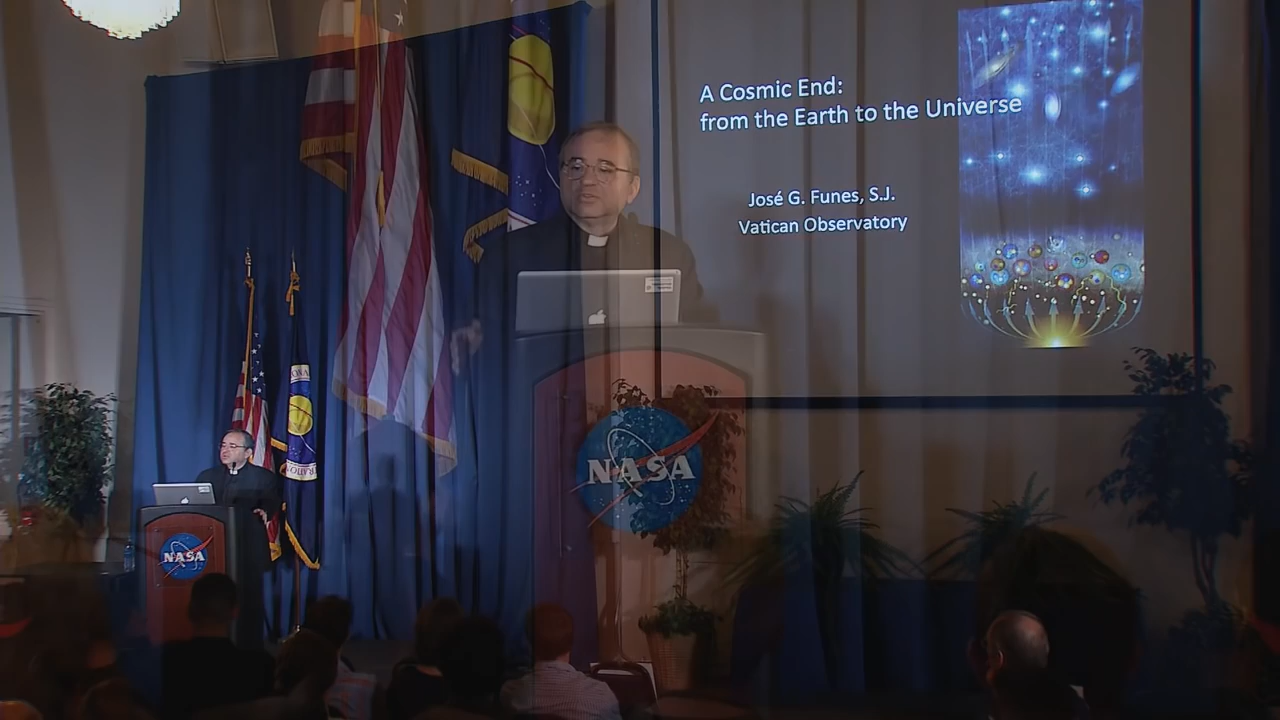 A Cosmic End:
from the Earth to the Universe
José G. Funes, S.J.
Vatican Observatory
NASA
NASA